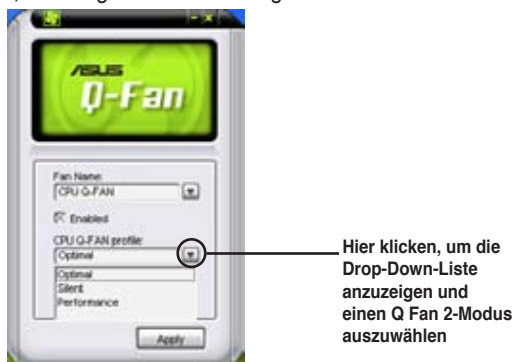 ASUS
Q-Fan
Fan Name:
CPU Q-FAN
Enabled
CPU Q-FAN profile:
Optimal
Optimal
Silent
Performance
Apply
Hier klicken, um die
Drop-Down-Liste
anzuzeigen und
einen Q Fan 2-Modus
auszuwählen